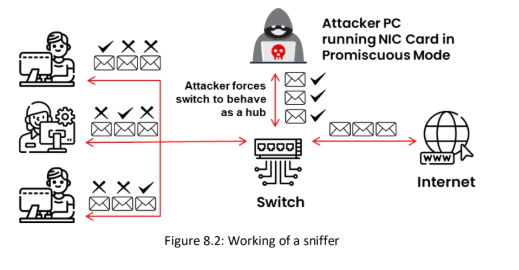 Attacker PC
running NIC Card in
Promiscuous Mode
Attacker forces
switch to behave
as a hub
WWW
Switch
Internet
Figure 8.2: Working of a sniffer